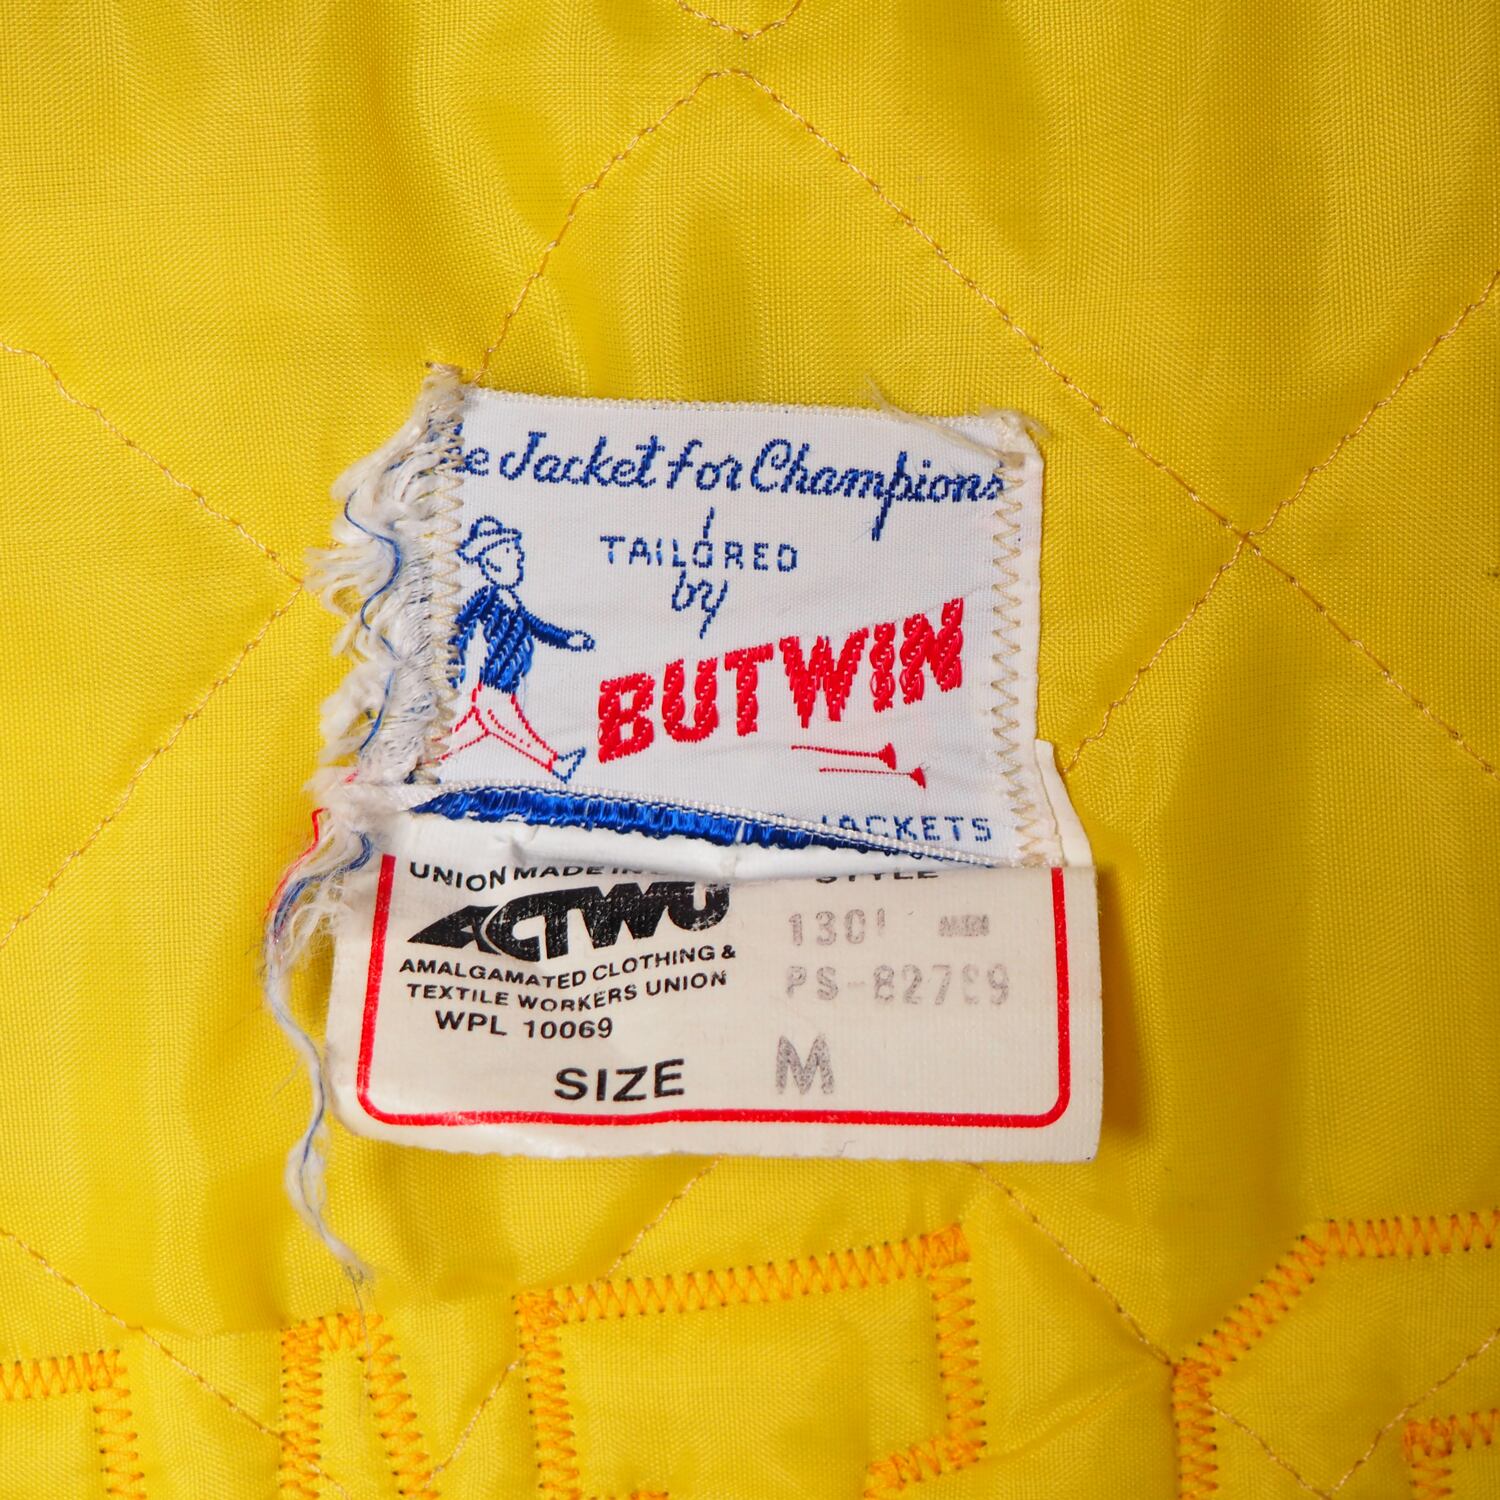 e Jacket for Champions
TAILORED
by
BUTWIN
JACKETS
UNION MADE IN
ACTWU
AMALGAMATED CLOTHING &
TEXTILE WORKERS UNION
WPL 10069
SIZE M
STYLE
1301